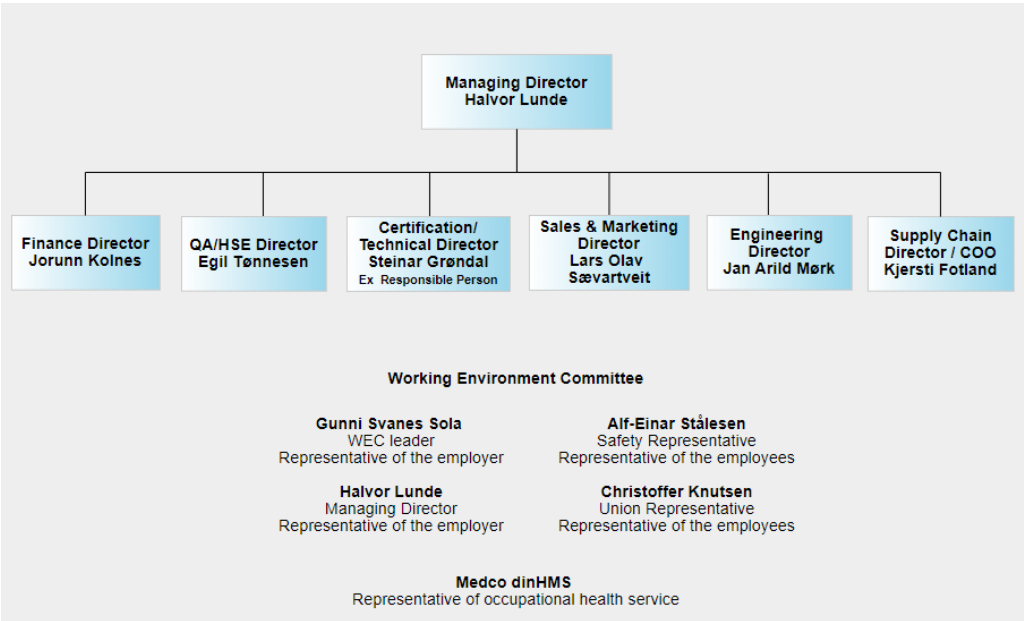 Managing Director
Halvor Lunde
Finance Director
Jorunn Kolnes
QA/HSE Director
Egil Tønnesen
Certification/
Technical Director
Steinar Grøndal
Ex Responsible Person
Sales & Marketing
Director
Lars Olav
Sævartveit
Engineering
Director
Jan Arild Mørk
Supply Chain
Director / COO
Kjersti Fotland
Working Environment Committee
Gunni Svanes Sola
WEC leader
Representative of the employer
Alf-Einar Stålesen
Safety Representative
Representative of the employees
Halvor Lunde
Managing Director
Representative of the employer
Christoffer Knutsen
Union Representative
Representative of the employees
Medco dinHMS
Representative of occupational health service